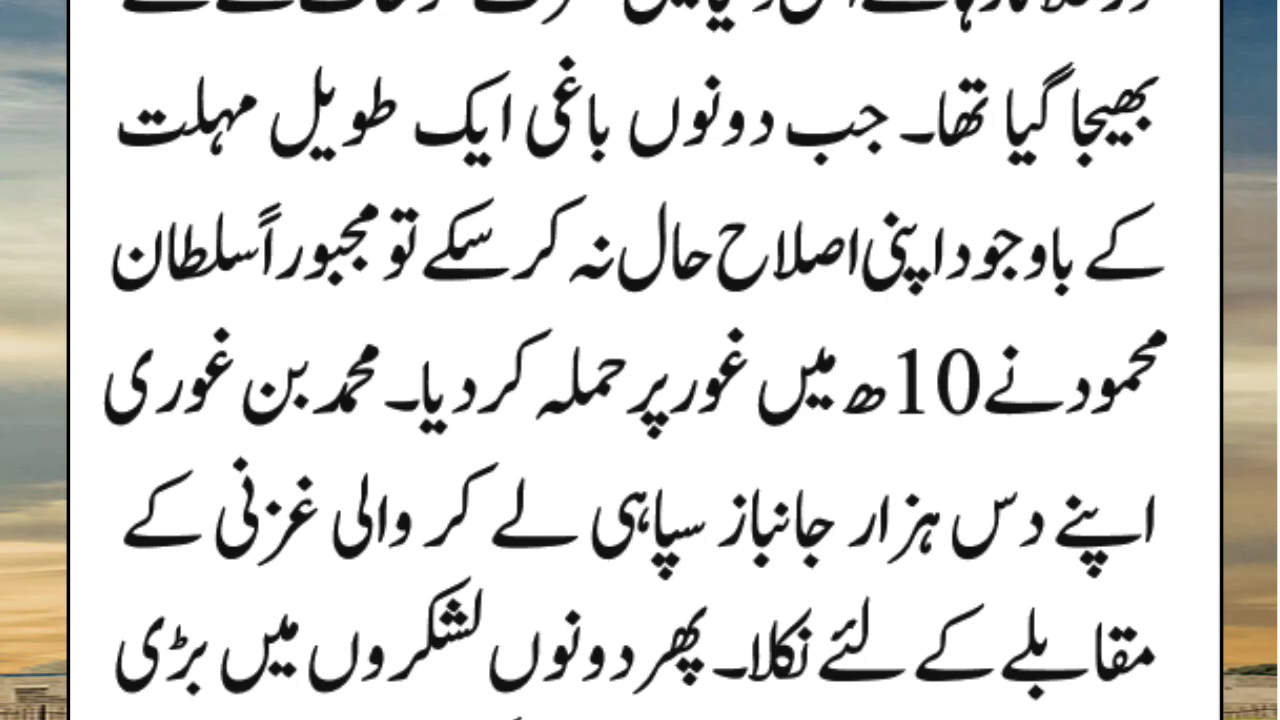 بھیجا گیا تھا۔ جب دونوں باغی ایک طویل مہلت
کے باوجود اپنی اصلاح حال نہ کر سکے تو مجبوراً سلطان
محمود نے 10ھ میں غور پر حملہ کر دیا۔ محمد بن غوری
اپنے دس ہزار جانباز سپاہی لے کر والی غزنی کے
مقابلے کے لئے نکلا۔ پھر دونوں لشکروں میں بڑی